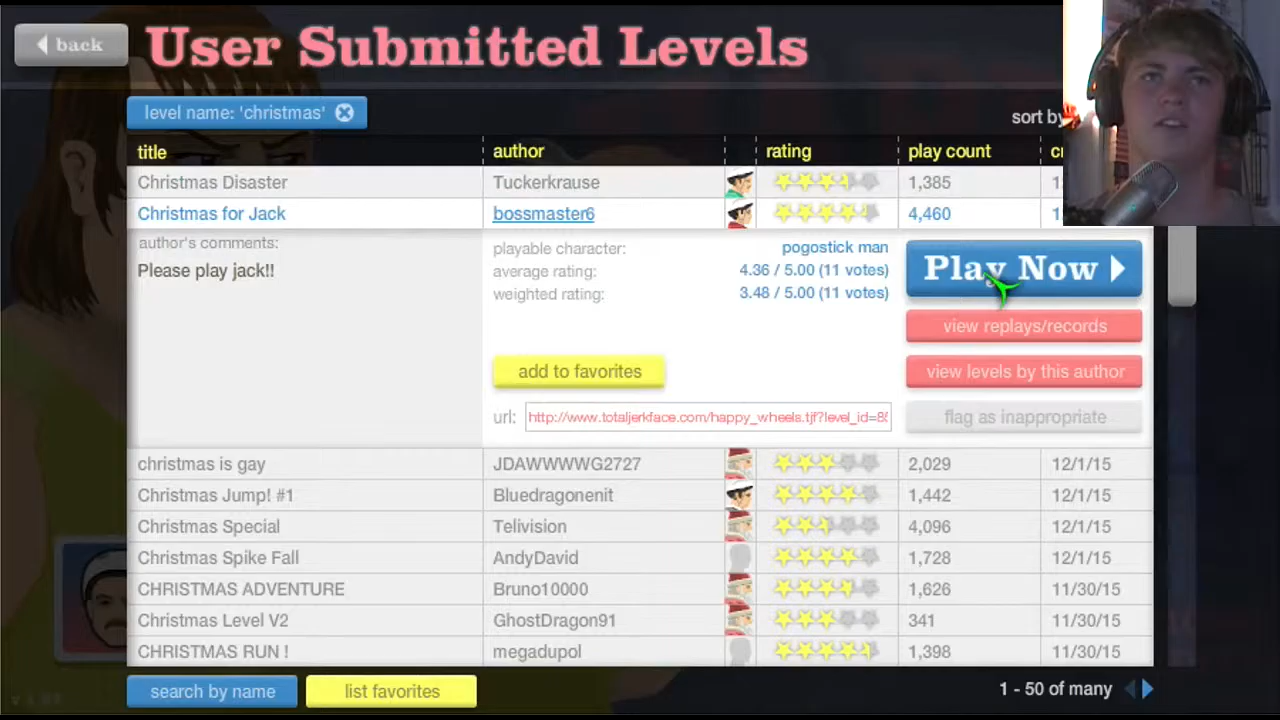 back
User Submitted Levels
level name: 'christmas'
sort by
title author rating play count
Christmas Disaster Tuckerkrause 1,385
Christmas for Jack bossmaster6 4,460
author's comments:
Please play jack!!
playable character: pogostick man
average rating: 4.36 / 5.00 (11 votes)
weighted rating: 3.48 / 5.00 (11 votes)
add to favorites
url: http://www.totaljerkface.com/happy_wheels.tjf?level_id=8
Play Now
view replays/records
view levels by this author
flag as inappropriate
christmas is gay JDAWWWWG2727 2,029 12/1/15
Christmas Jump! #1 Bluedragonenit 1,442 12/1/15
Christmas Special Telivision 4,096 12/1/15
Christmas Spike Fall AndyDavid 1,728 12/1/15
CHRISTMAS ADVENTURE Bruno10000 1,626 11/30/15
Christmas Level V2 GhostDragon91 341 11/30/15
CHRISTMAS RUN ! megadupol 1,398 11/30/15
search by name
list favorites
1 - 50 of many